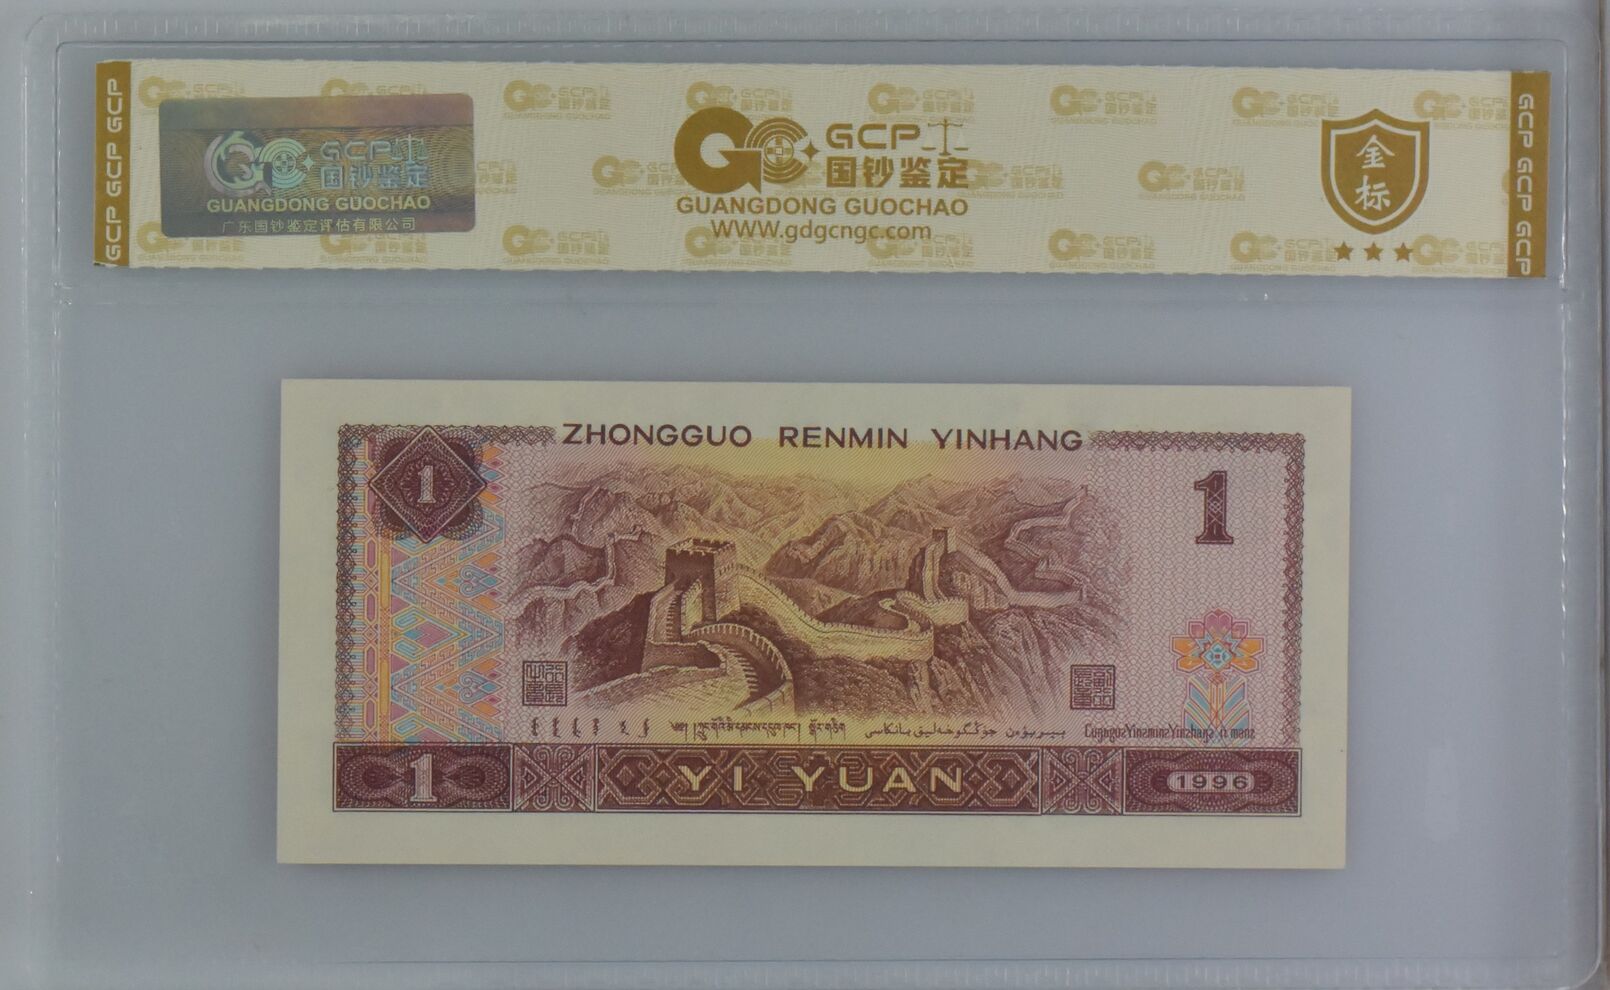 GCP
国钞鉴定
GUANGDONG GUOCHAO
广东国钞鉴定评估有限公司
GCP
国钞鉴定
GUANGDONG GUOCHAO
WWW.gdgcngc.com
金标
GCP GCP GCP GCP
GCP GCP GCP GCP
ZHONGGUO RENMIN YINHANG
1
1
YI YUAN
1
1996